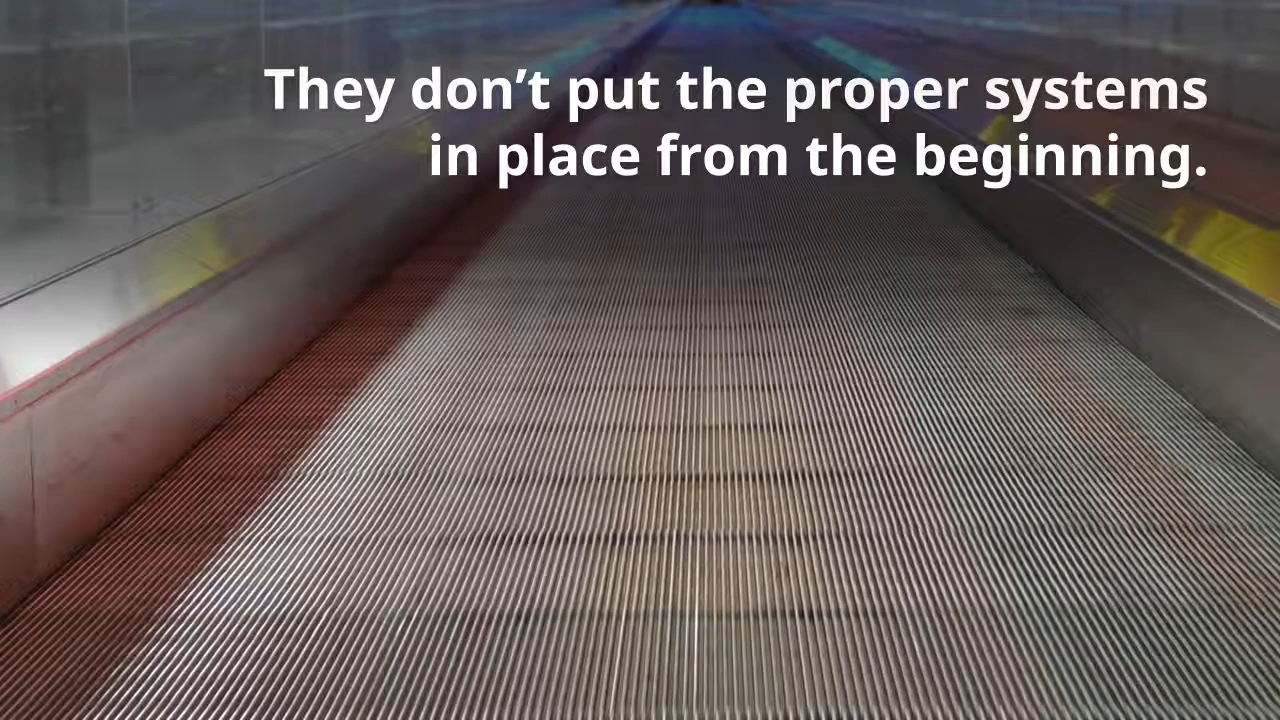 They don’t put the proper systems
in place from the beginning.